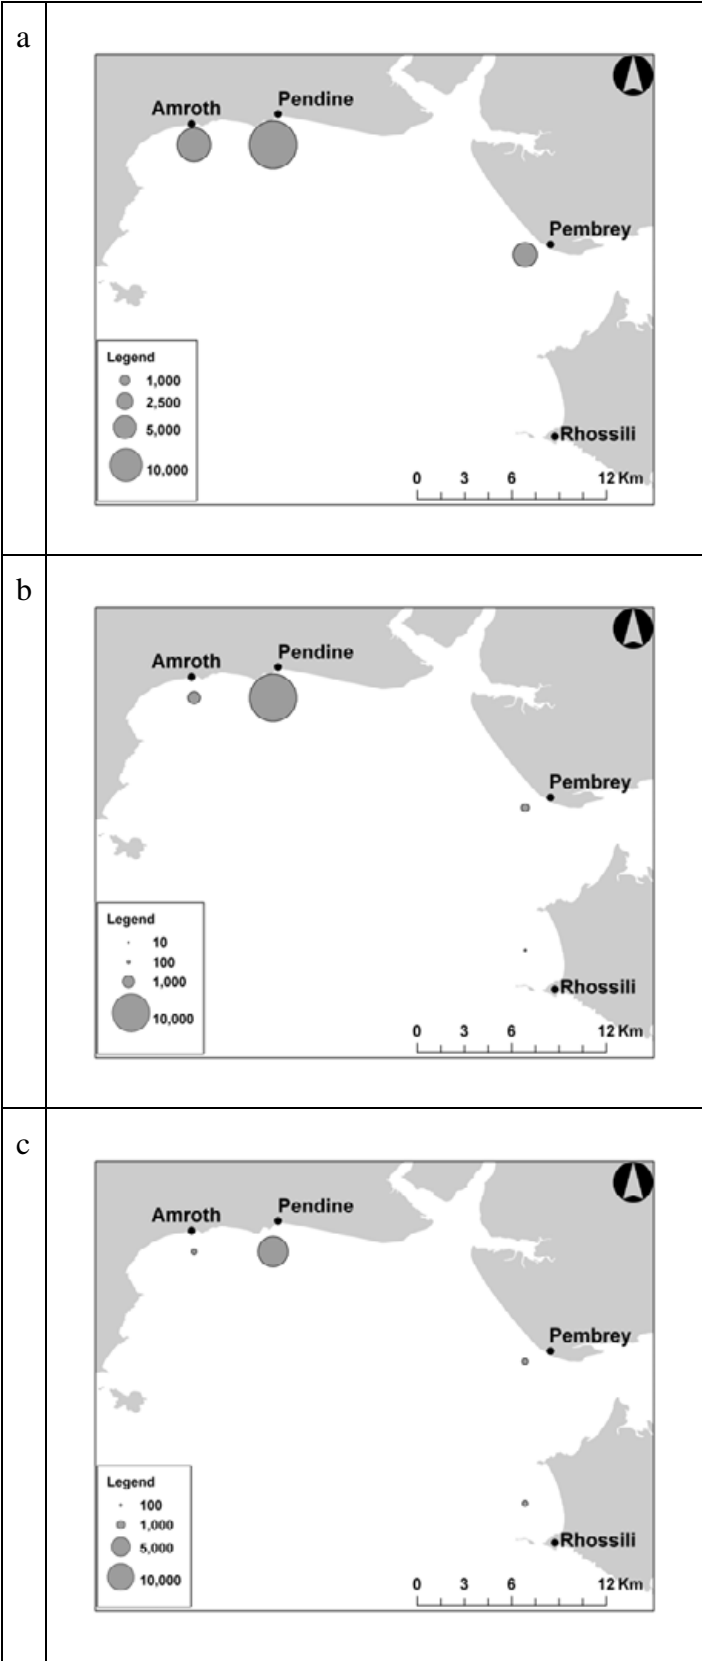 a
Pendine
Amroth
Pembrey
Legend
1,000
2,500
5,000
10,000
Rhossili
0 3 6 12 Km
b
Pendine
Amroth
Pembrey
Legend
10
100
1,000
10,000
Rhossili
0 3 6 12 Km
c
Pendine
Amroth
Pembrey
Legend
100
1,000
5,000
10,000
Rhossili
0 3 6 12 Km